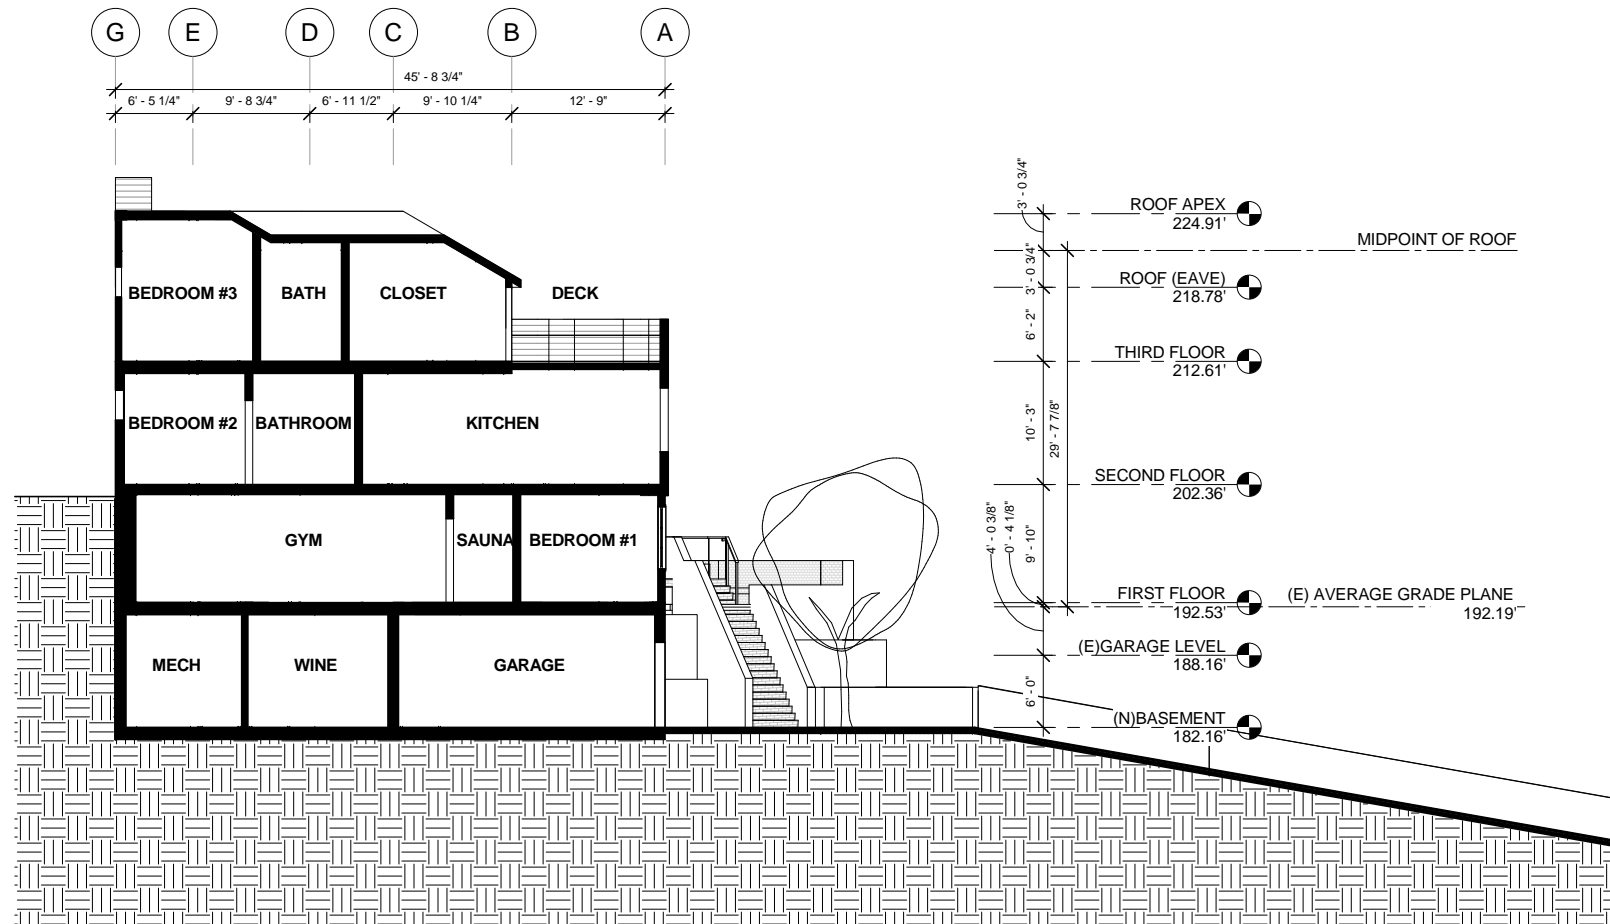 G E D C B A
45' - 8 3/4"
6' - 5 1/4" 9' - 8 3/4" 6' - 11 1/2" 9' - 10 1/4" 12' - 9"
3' - 0 3/4"
ROOF APEX
224.91'
MIDPOINT OF ROOF
3' - 0 3/4"
ROOF (EAVE)
218.78'
BEDROOM #3 BATH CLOSET DECK
6' - 2"
THIRD FLOOR
212.61'
BEDROOM #2 BATHROOM KITCHEN
10' - 3"
29' - 7 7/8"
SECOND FLOOR
202.36'
GYM SAUNA BEDROOM #1
4' - 0 3/8"
0' - 4 1/8"
9' - 10"
FIRST FLOOR
192.53'
(E) AVERAGE GRADE PLANE
192.19'
(E)GARAGE LEVEL
188.16'
MECH WINE GARAGE
6' - 0"
(N)BASEMENT
182.16'